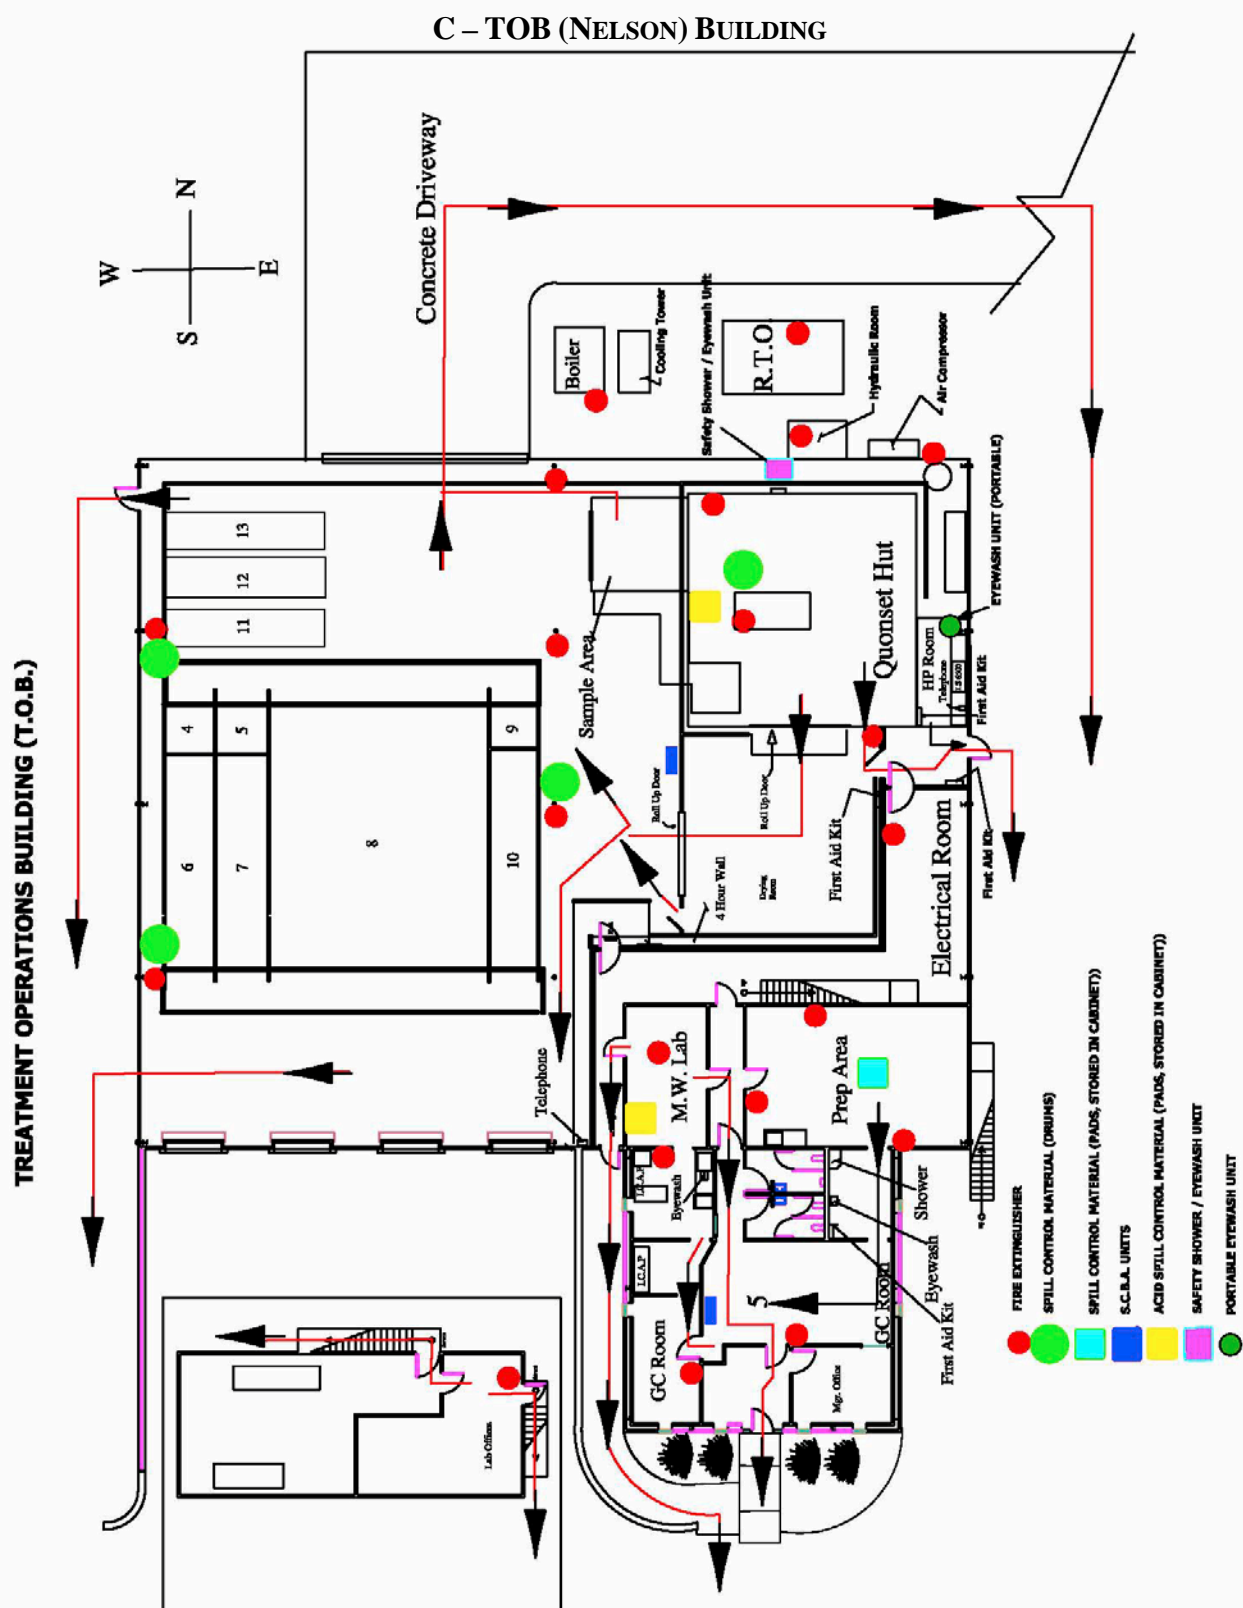 C – TOB (NELSON) BUILDING
TREATMENT OPERATIONS BUILDING (T.O.B.)
W
N
S
E
Concrete Driveway
Boiler
Cooling Tower
Safety Shower / Eyewash Unit
R.T.O.
Hydraulic Room
Air Compressor
EYEWASH UNIT (PORTABLE)
13
12
11
4
5
9
6
7
8
10
Sample Area
Quonset Hut
HP Room
Telephone
First Aid Kit
Roll Up Door
Roll Up Door
First Aid Kit
4 Hour Wall
Drying
Room
Electrical Room
First Aid Kit
Telephone
M.W. Lab
Prep Area
I.C.A.P
Eyewash
I.C.A.P
Shower
Eyewash
First Aid Kit
GC Room
5
GC Room
Mgr. Office
Lab Offices
FIRE EXTINGUISHER
SPILL CONTROL MATERIAL (DRUMS)
SPILL CONTROL MATERIAL (PADS, STORED IN CABINET))
S.C.B.A. UNITS
ACID SPILL CONTROL MATERIAL (PADS, STORED IN CABINET))
SAFETY SHOWER / EYEWASH UNIT
PORTABLE EYEWASH UNIT